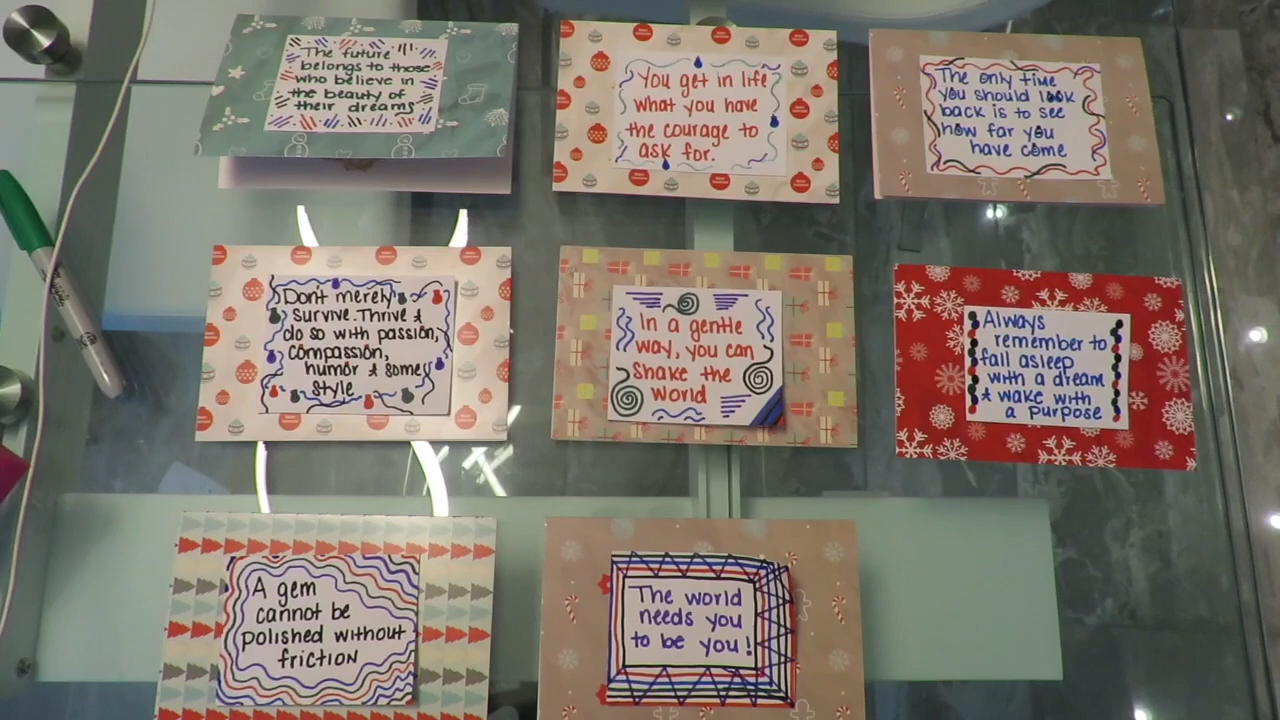 The future
belongs to those
who believe in
the beauty of
their dreams
You get in life
what you have
the courage to
ask for.
The only time
you should look
back is to see
how far you
have come
Don't merely
survive. Thrive &
do so with passion,
compassion,
humor & some
style
In a gentle
way, you can
shake the
world
Always
remember to
fall asleep
with a dream
& wake with
a purpose
A gem
cannot be
polished without
friction
The world
needs you
to be you!